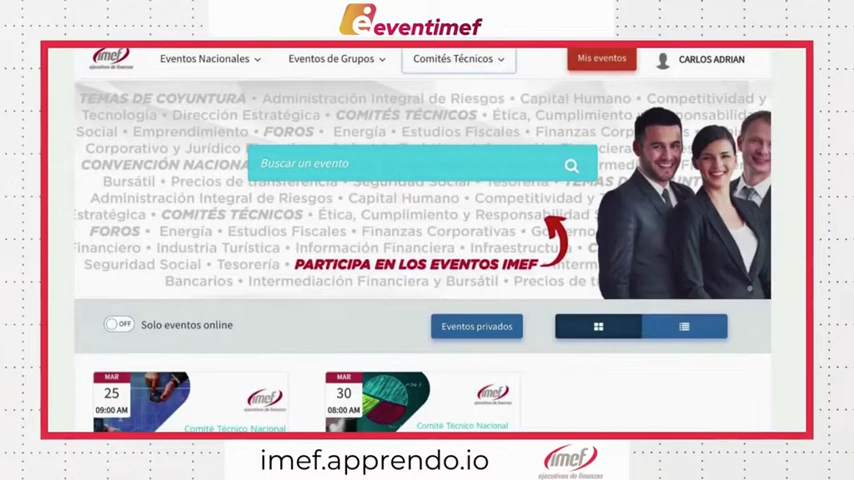 eventimef
imef
ejecutivos de finanzas
Eventos Nacionales
Eventos de Grupos
Comités Técnicos
Mis eventos
CARLOS ADRIAN
TEMAS DE COYUNTURA • Administración Integral de Riesgos • Capital Humano • Competitividad y
Tecnología • Dirección Estratégica • COMITÉS TÉCNICOS • Ética, Cumplimiento y
Social • Emprendimiento • FOROS • Energía • Estudios Fiscales • Finanzas
Corporativo y Jurídico
CONVENCIÓN
Buscar un evento
Bursátil • Precios de transferencia • Seguridad Social • Tesorería •
Administración Integral de Riesgos • Capital Humano • Competitividad y
COMITÉS TÉCNICOS • Ética, Cumplimiento y Responsabilidad
FOROS • Energía • Estudios Fiscales • Finanzas Corporativas •
• Industria Turística • Información Financiera •
Seguridad Social • Tesorería • PARTICIPA EN LOS EVENTOS IMEF
Bancarios • Intermediación Financiera y Bursátil • Precios de
OFF
Solo eventos online
Eventos privados
MAR
25
09:00 AM
imef
ejecutivos de finanzas
Comité Técnico Nacional
MAR
30
08:00 AM
imef
ejecutivos de finanzas
Comité Técnico Nacional
imef.apprendo.io
imef
ejecutivos de finanzas